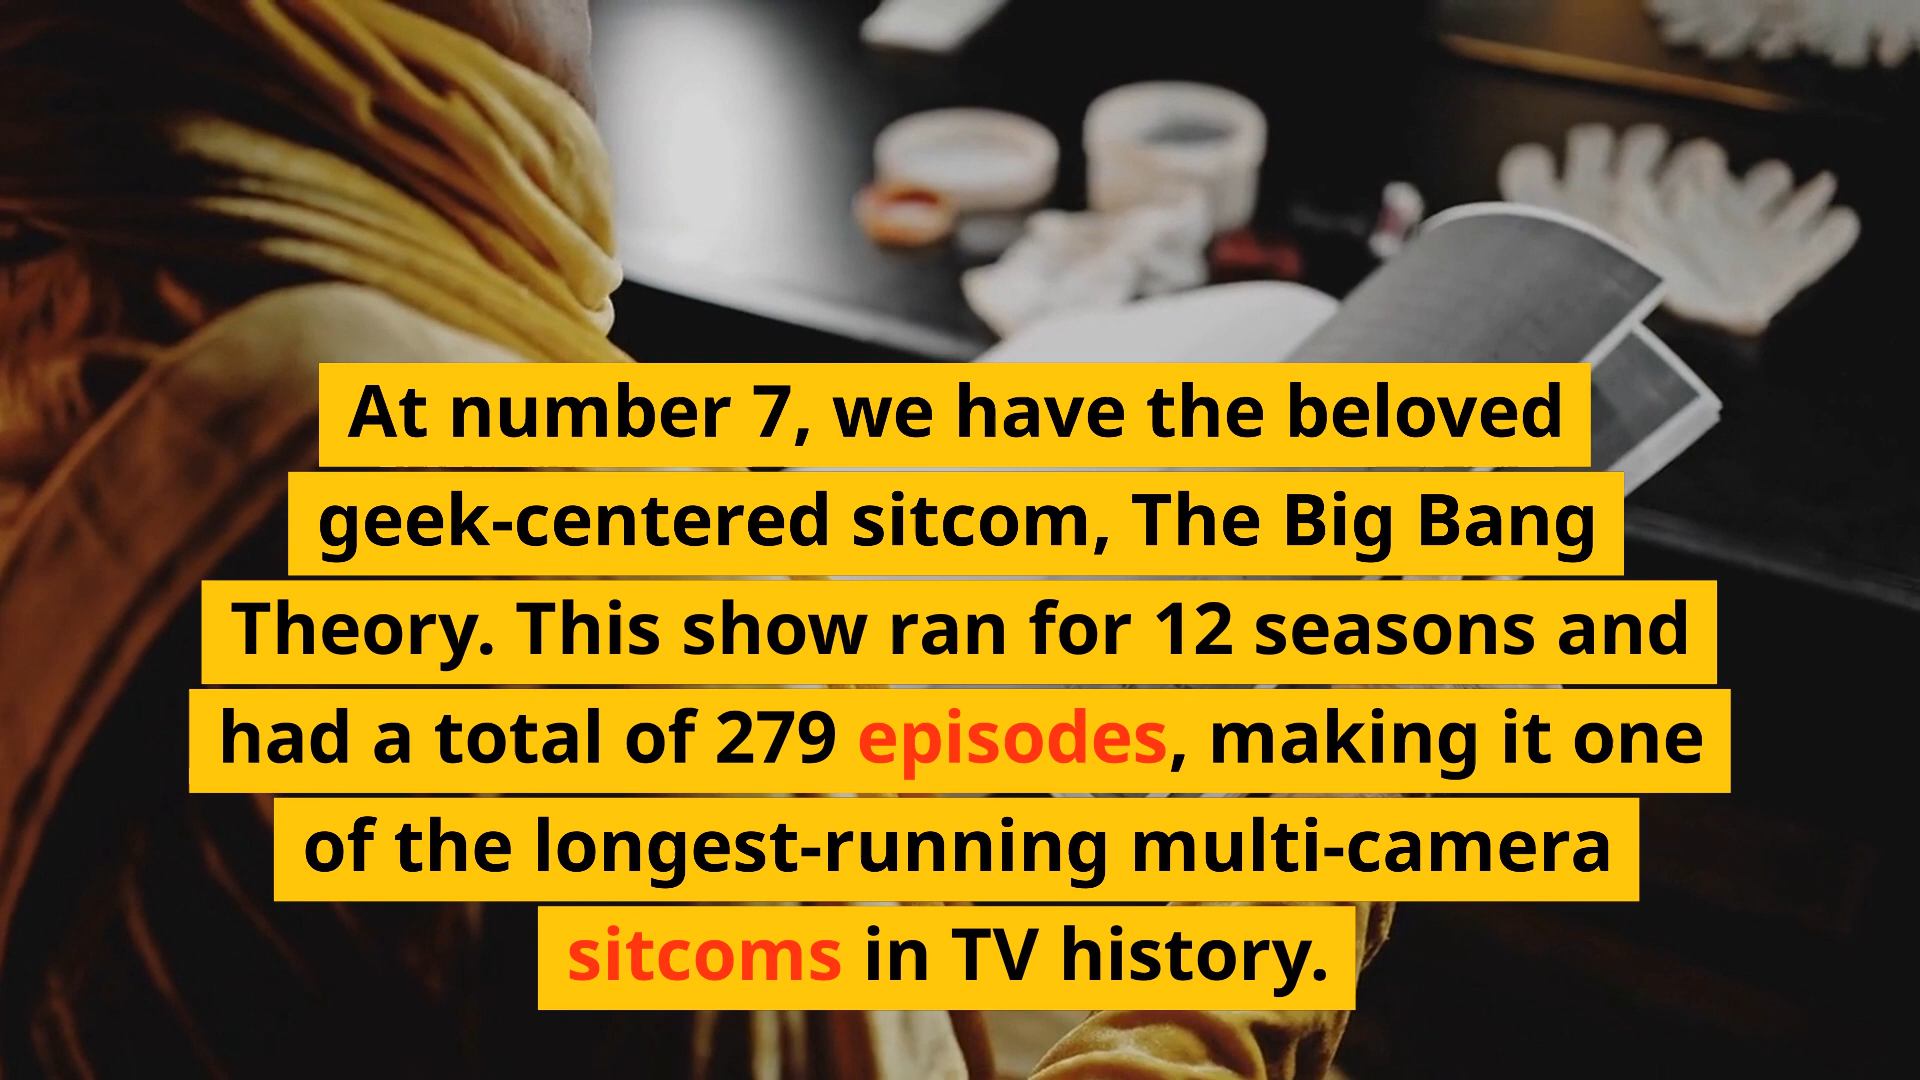 At number 7, we have the beloved
geek-centered sitcom, The Big Bang
Theory. This show ran for 12 seasons and
had a total of 279 episodes, making it one
of the longest-running multi-camera
sitcoms in TV history.